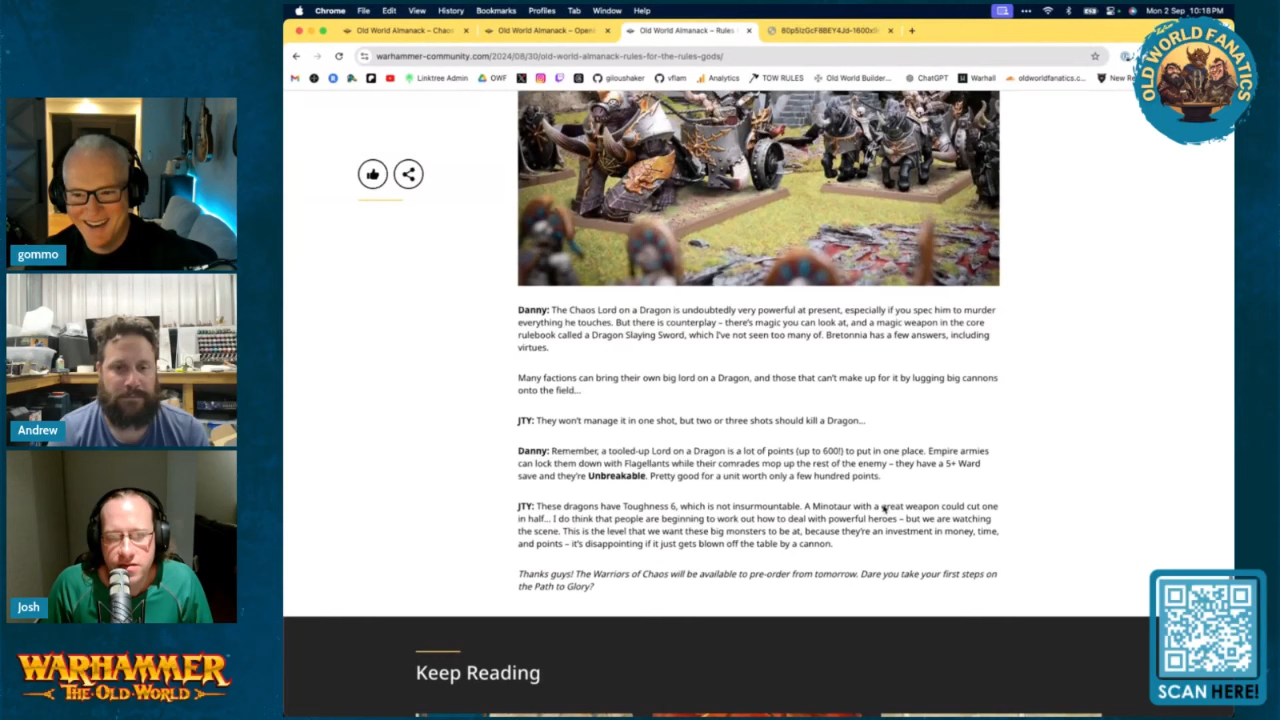 Chrome File Edit View History Bookmarks Profiles Tab Window Help
Mon 2 Sep 10:18 PM
Old World Almanack – Chaos
Old World Almanack – Open
Old World Almanack – Rules
warhammer-community.com/2024/08/30/old-world-almanack-rules-for-the-rules-gods/
Linktree Admin OWF giloushaker vflam Analytics TOW RULES Old World Builder... ChatGPT Warhall oldworldfanatics.c...
OLD WORLD FANATICS
gommo
Andrew
Josh
WARHAMMER
THE·OLD·WORLD
Danny: The Chaos Lord on a Dragon is undoubtedly very powerful at present, especially if you spec him to murder
everything he touches. But there is counterplay – there's magic you can look at, and a magic weapon in the core
rulebook called a Dragon Slaying Sword, which I've not seen too many of. Bretonnia has a few answers, including
virtues.
Many factions can bring their own big lord on a Dragon, and those that can't make up for it by lugging big cannons
onto the field...
JTY: They won't manage it in one shot, but two or three shots should kill a Dragon...
Danny: Remember, a tooled-up Lord on a Dragon is a lot of points (up to 600!) to put in one place. Empire armies
can lock them down with Flagellants while their comrades mop up the rest of the enemy – they have a 5+ Ward
save and they're Unbreakable. Pretty good for a unit worth only a few hundred points.
JTY: These dragons have Toughness 6, which is not insurmountable. A Minotaur with a great weapon could cut one
in half... I do think that people are beginning to work out how to deal with powerful heroes – but we are watching
the scene. This is the level that we want these big monsters to be at, because they're an investment in money, time,
and points – it's disappointing if it just gets blown off the table by a cannon.
Thanks guys! The Warriors of Chaos will be available to pre-order from tomorrow. Dare you take your first steps on
the Path to Glory?
Keep Reading
SCAN HERE!